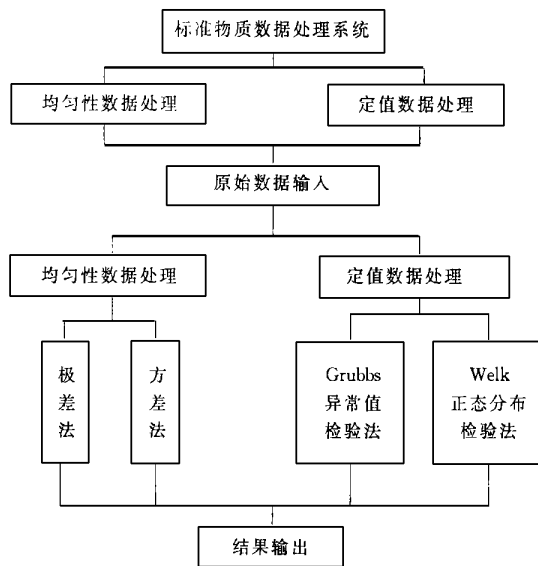 标准物质数据处理系统
均匀性数据处理
定值数据处理
原始数据输入
均匀性数据处理
定值数据处理
极差法
方差法
Grubbs
异常值
检验法
Welk
正态分布
检验法
结果输出